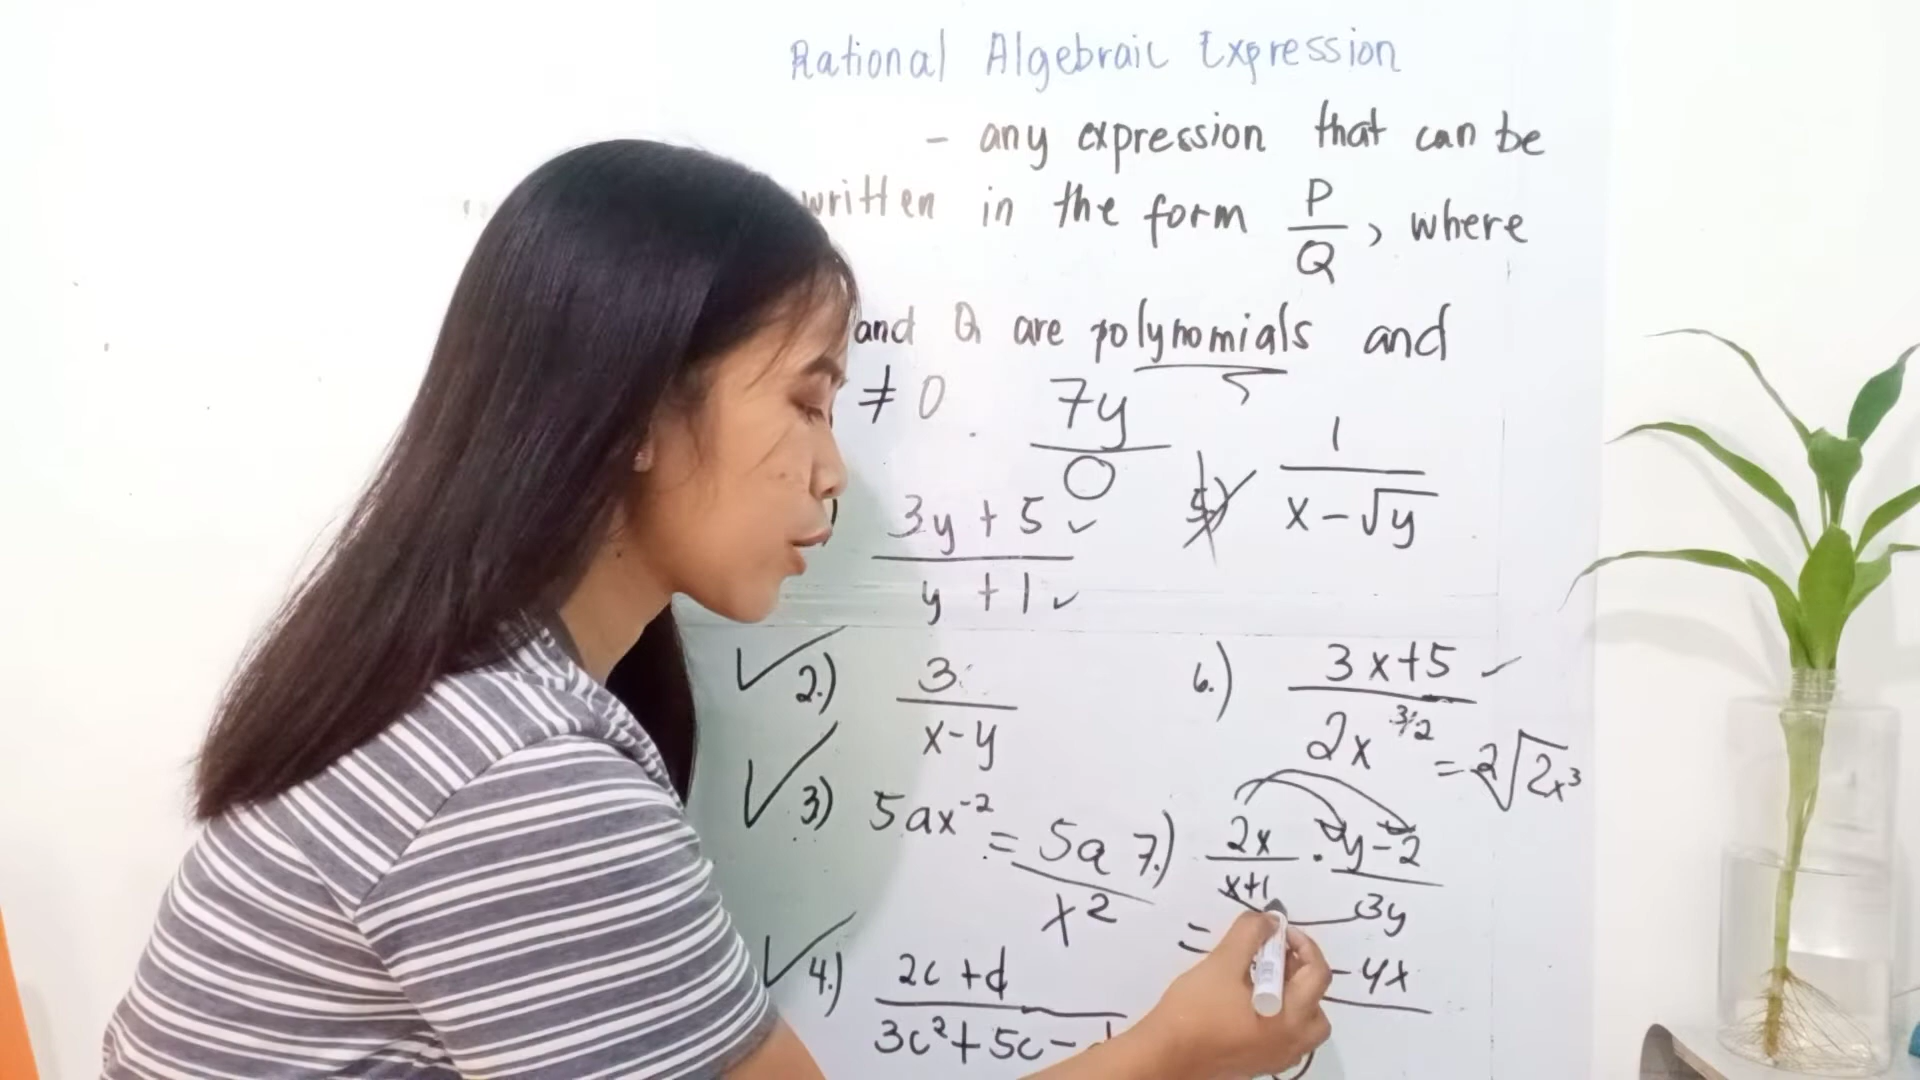 Rational Algebraic Expression
- any expression that can be
written in the form P/Q, where
and Q are polynomials and
≠ 0. 7y/0
) (3y + 5)/(y + 1) ✓ ✓
5.) 1/(x - √y)
✓ 2.) 3/(x - y)
6.) (3x + 5)/(2x^(3/2)) ✓ = ²√(2x³)
✓ 3) 5ax⁻² = 5a/x²
7.) 2x/(x+1) · (y-2)/3y
= - 4x
✓ 4.) (2c + d)/(3c² + 5c -